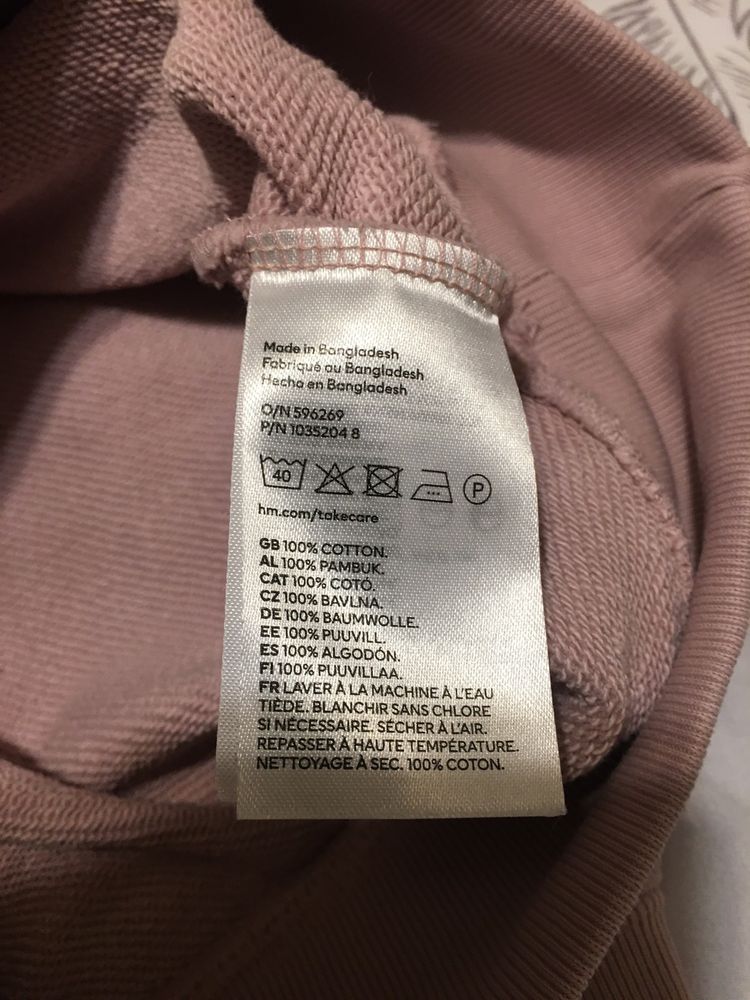 Made in Bangladesh
Fabriqué au Bangladesh
Hecho en Bangladesh
O/N 596269
P/N 1035204 8
40
P
hm.com/takecare
GB 100% COTTON.
AL 100% PAMBUK.
CAT 100% COTÓ.
CZ 100% BAVLNA.
DE 100% BAUMWOLLE.
EE 100% PUUVILL.
ES 100% ALGODÓN.
FI 100% PUUVILLAA.
FR LAVER À LA MACHINE À L'EAU
TIÈDE. BLANCHIR SANS CHLORE
SI NÉCESSAIRE. SÉCHER À L'AIR.
REPASSER À HAUTE TEMPÉRATURE.
NETTOYAGE À SEC. 100% COTON.